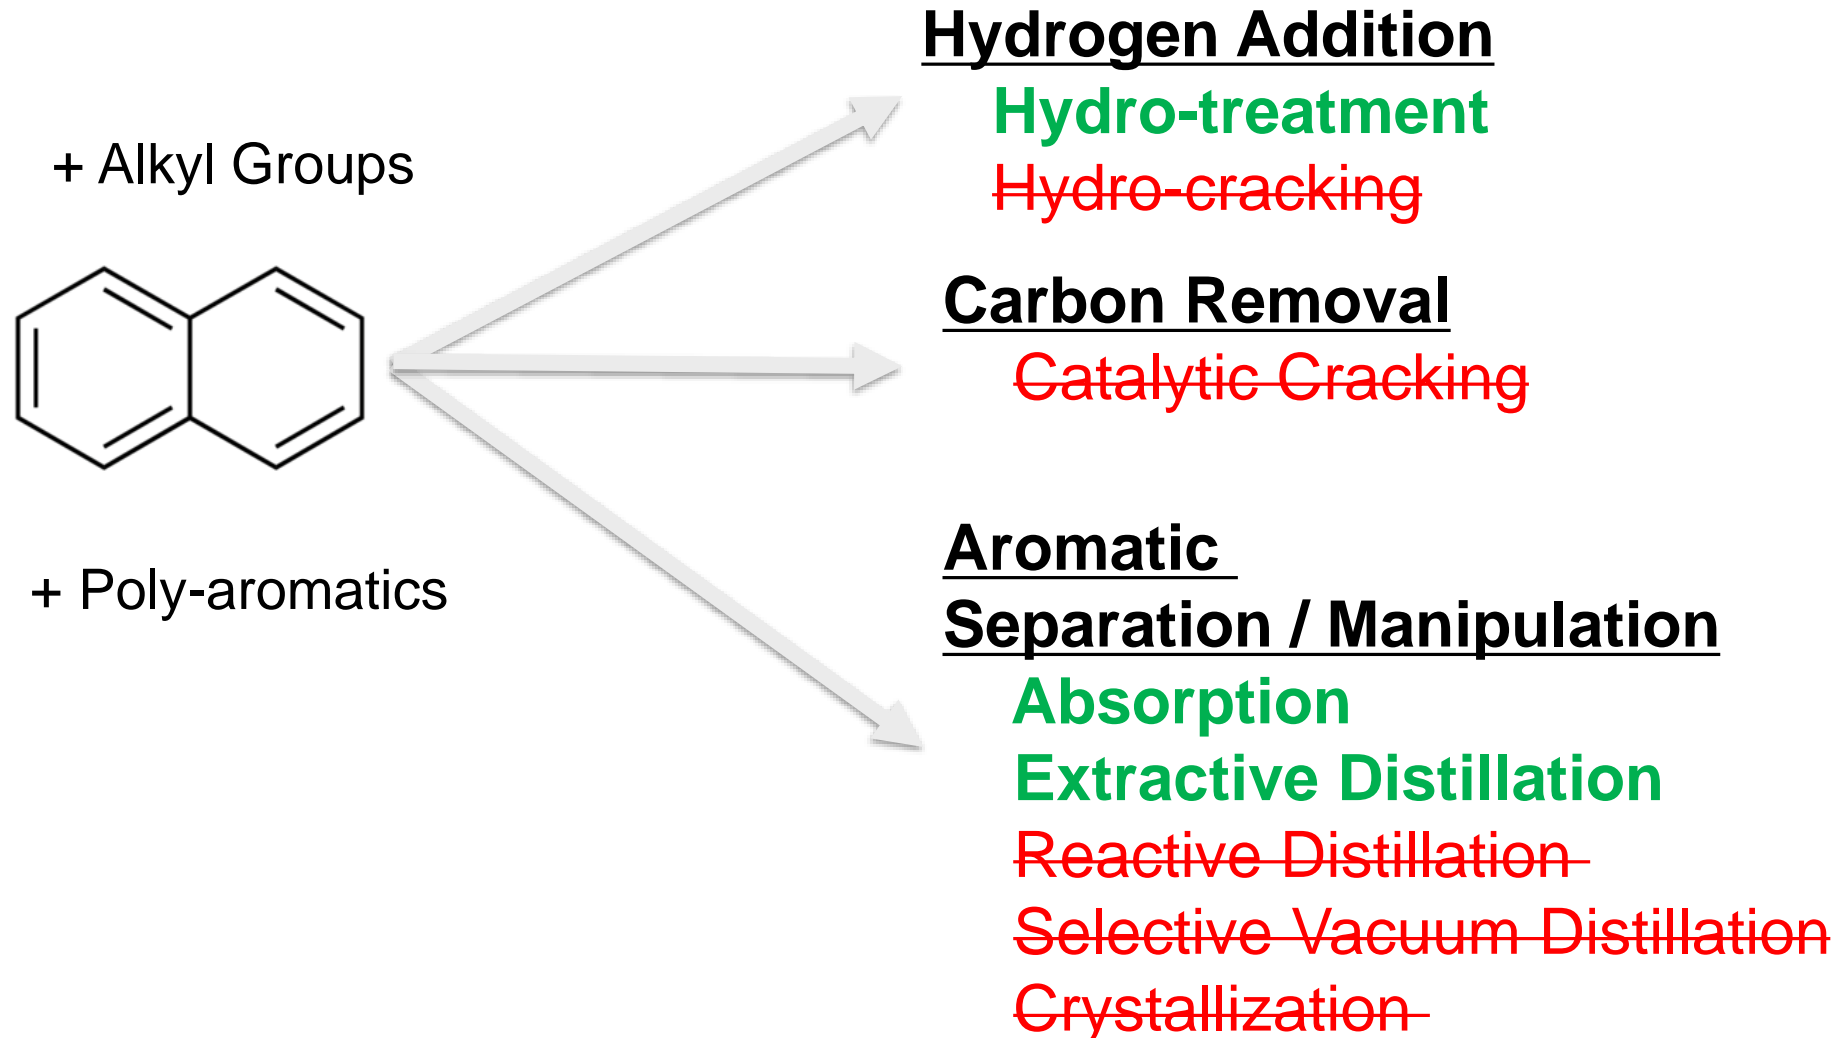 + Alkyl Groups
+ Poly-aromatics
Hydrogen Addition
Hydro-treatment
Hydro-cracking
Carbon Removal
Catalytic Cracking
Aromatic
Separation / Manipulation
Absorption
Extractive Distillation
Reactive Distillation
Selective Vacuum Distillation
Crystallization